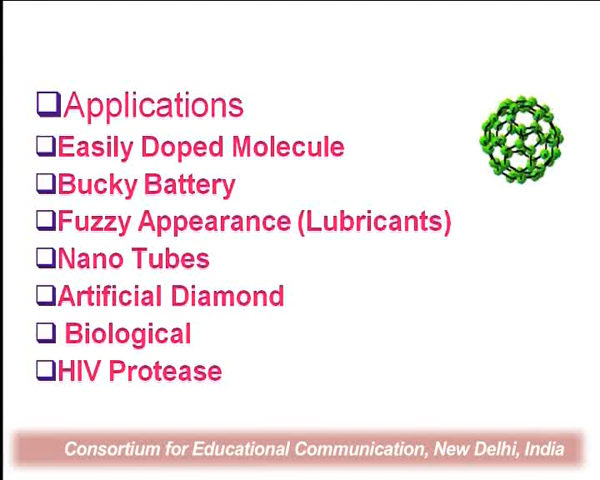 Applications
Easily Doped Molecule
Bucky Battery
Fuzzy Appearance (Lubricants)
Nano Tubes
Artificial Diamond
Biological
HIV Protease
Consortium for Educational Communication, New Delhi, India